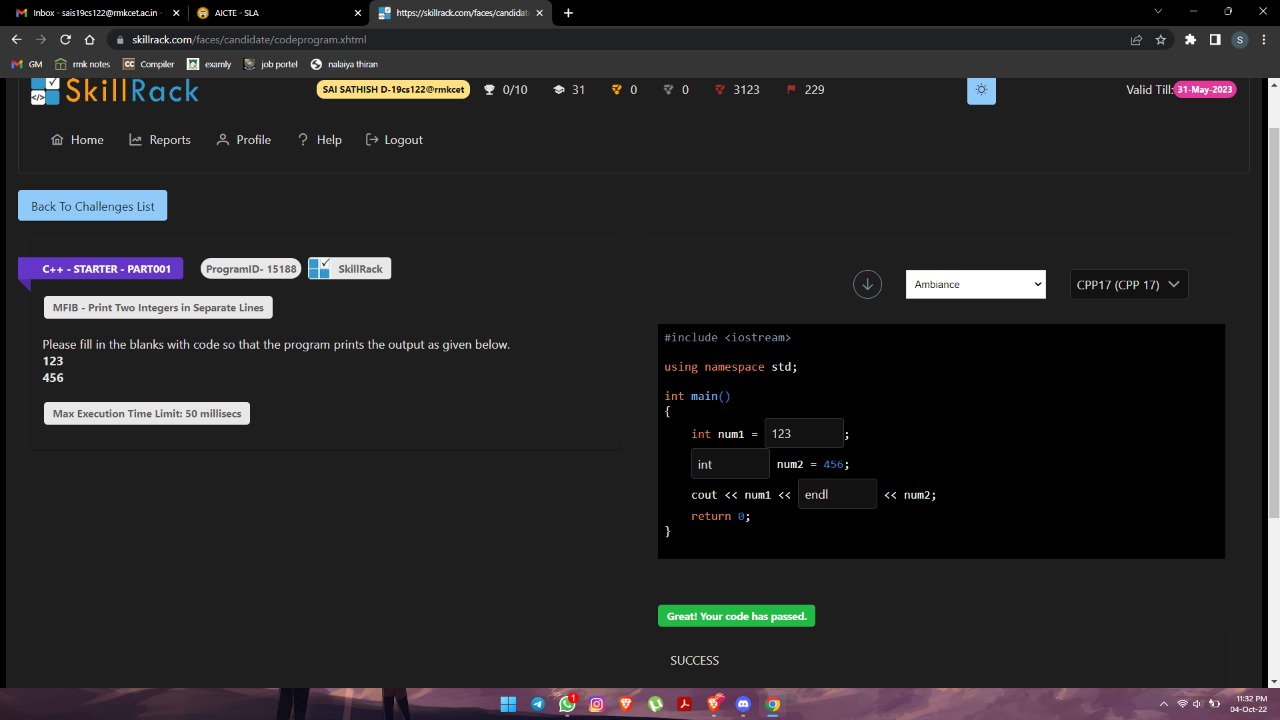 Inbox - sais19cs122@rmkcet.ac.in -
AICTE - SLA
https://skillrack.com/faces/candidat
skillrack.com/faces/candidate/codeprogram.xhtml
S
GM
rmk notes
CC Compiler
examly
job portel
nalaiya thiran
SkillRack
SAI SATHISH D-19cs122@rmkcet
0/10
31
0
0
3123
229
Valid Till: 31-May-2023
Home
Reports
Profile
? Help
Logout
Back To Challenges List
C++ - STARTER - PART001
ProgramID- 15188
SkillRack
MFIB - Print Two Integers in Separate Lines
Please fill in the blanks with code so that the program prints the output as given below.
123
456
Max Execution Time Limit: 50 millisecs
Ambiance
CPP17 (CPP 17)
#include <iostream>
using namespace std;
int main()
{
int num1 = 123 ;
int num2 = 456;
cout << num1 << endl << num2;
return 0;
}
Great! Your code has passed.
SUCCESS
1
11:32 PM
04-Oct-22